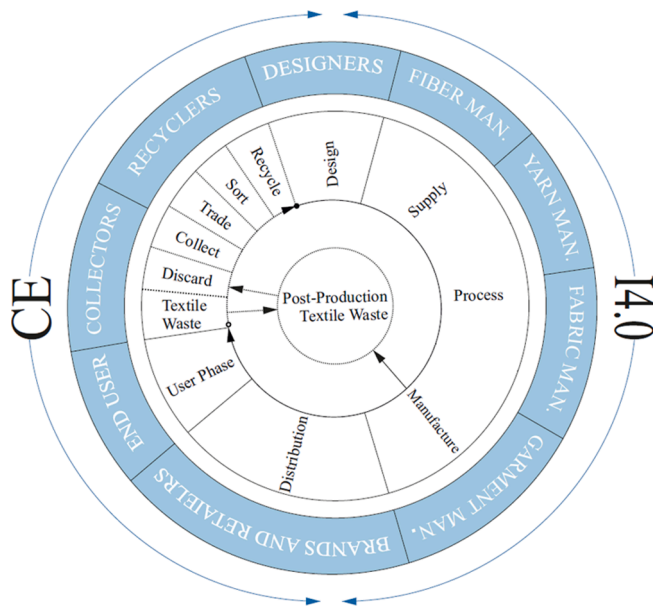 DESIGNERS
FIBER MAN.
YARN MAN.
FABRIC MAN.
GARMENT MAN.
BRANDS AND RETAIELRS
END USER
COLLECTORS
RECYCLERS
CE
I4.0
Design
Supply
Process
Manufacture
Distribution
User Phase
Textile
Waste
Discard
Collect
Trade
Sort
Recycle
Post-Production
Textile Waste